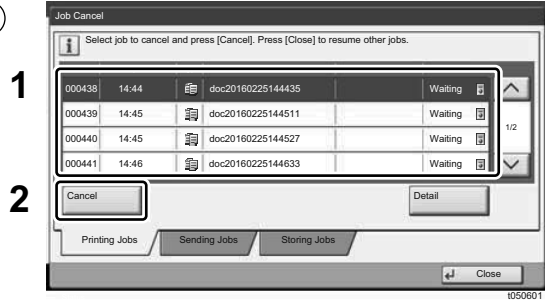 Job Cancel
Select job to cancel and press [Cancel]. Press [Close] to resume other jobs.
1
000438 14:44 doc20160225144435 Waiting
000439 14:45 doc20160225144511 Waiting
1/2
000440 14:45 doc20160225144527 Waiting
000441 14:46 doc20160225144633 Waiting
2
Cancel Detail
Printing Jobs Sending Jobs Storing Jobs
Close
t050601